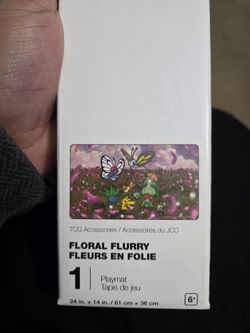 TCG Accessories / Accessoires du JCC
FLORAL FLURRY
FLEURS EN FOLIE
1
Playmat
Tapis de jeu
24 in. x 14 in. / 61 cm x 36 cm
6+